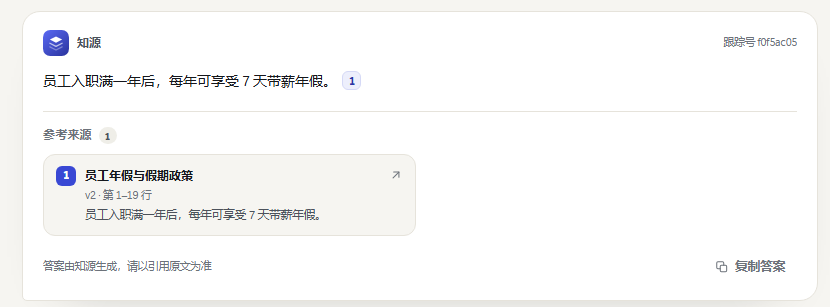 知源
跟踪号 f0f5ac05
员工入职满一年后，每年可享受 7 天带薪年假。 1
参考来源 1
1 员工年假与假期政策
v2 · 第 1–19 行
员工入职满一年后，每年可享受 7 天带薪年假。
答案由知源生成，请以引用原文为准
复制答案